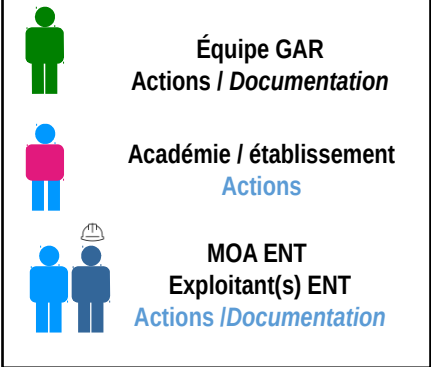 Équipe GAR
Actions / Documentation
Académie / établissement
Actions
MOA ENT
Exploitant(s) ENT
Actions /Documentation